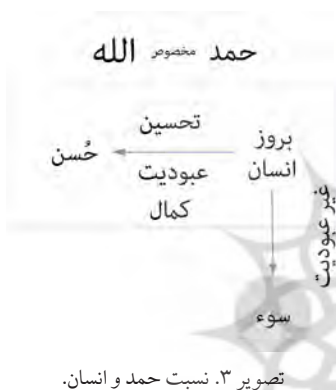 حمد مخصوص الله
تحسین
بروز
انسان
حُسن
عبودیت
کمال
غیر عبودیت
سوء
تصویر ۳. نسبت حمد و انسان.